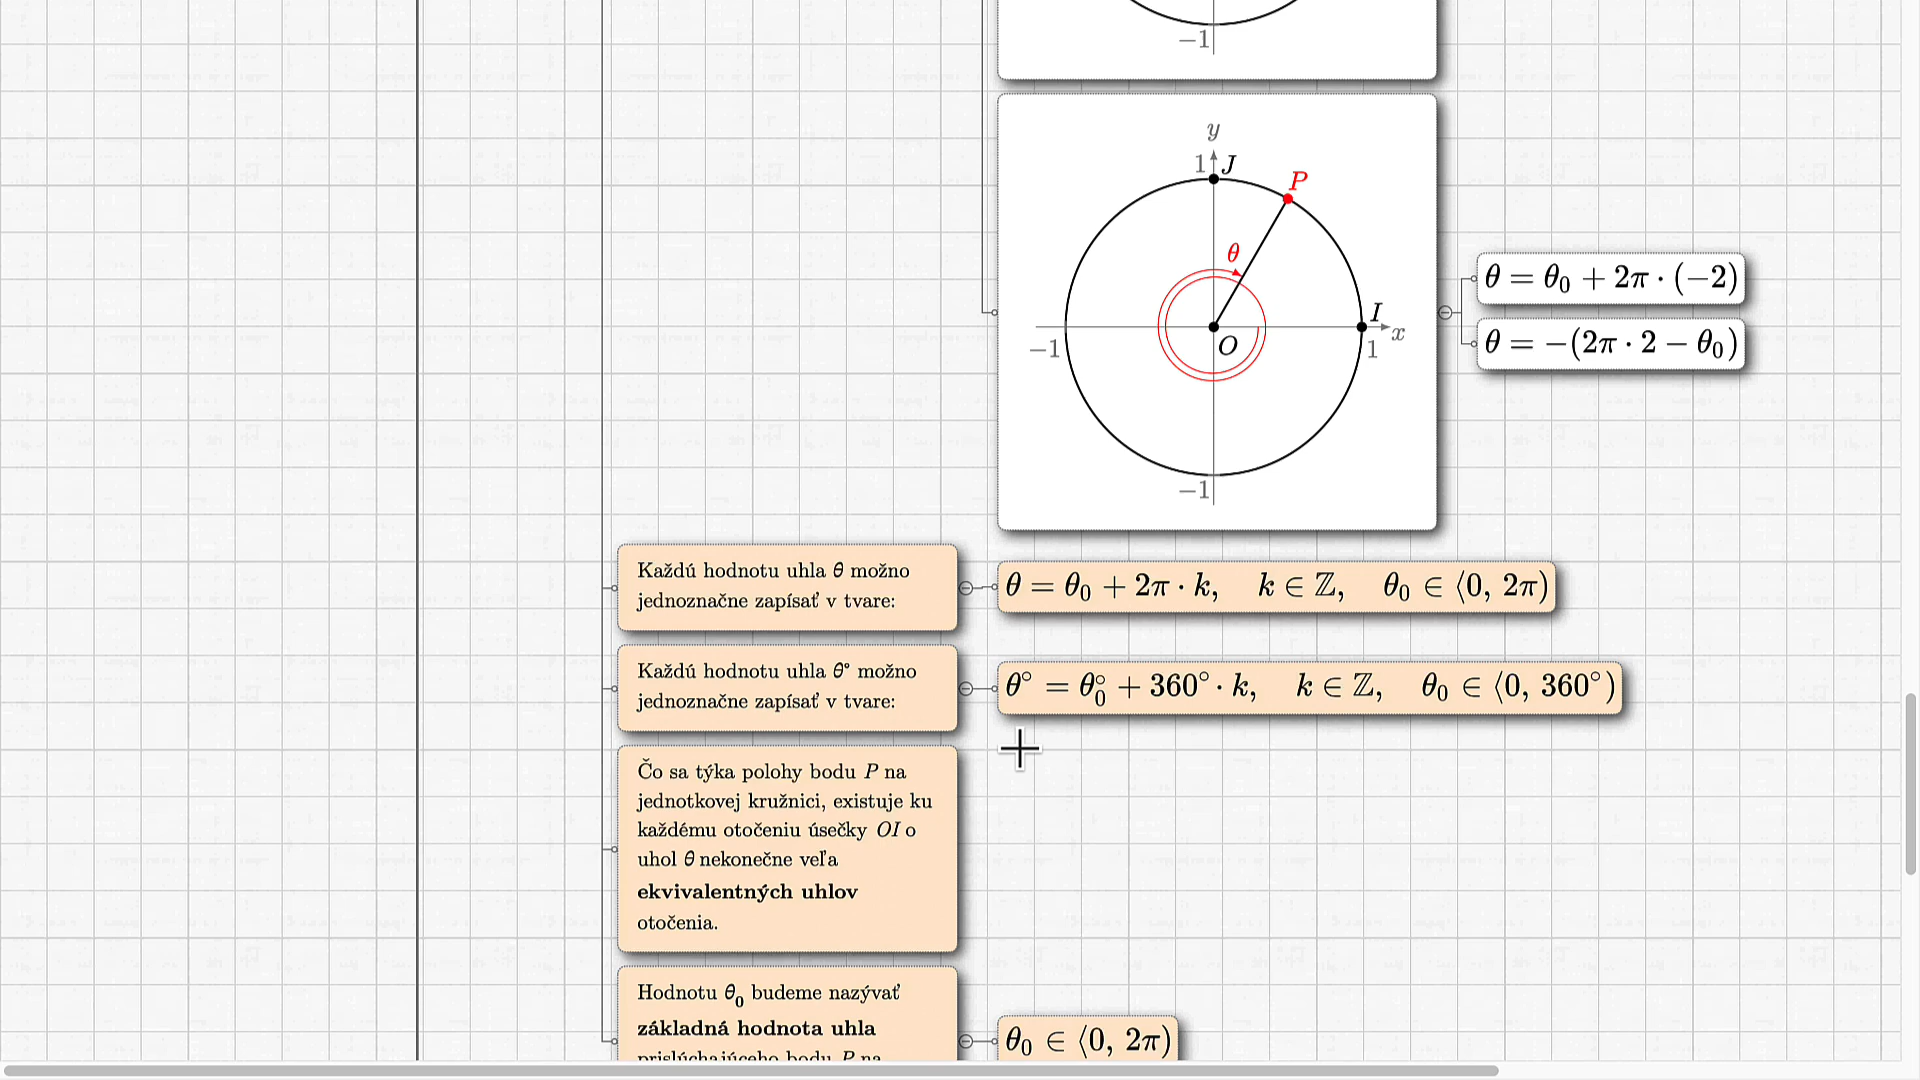 −1
y
1 J
P
θ
I
x
−1
O
1
−1
θ = θ₀ + 2π · (−2)
θ = −(2π · 2 − θ₀)
Každú hodnotu uhla θ možno
jednoznačne zapísať v tvare:
θ = θ₀ + 2π · k, k ∈ ℤ, θ₀ ∈ ⟨0, 2π)
Každú hodnotu uhla θ° možno
jednoznačne zapísať v tvare:
θ° = θ₀° + 360° · k, k ∈ ℤ, θ₀ ∈ ⟨0, 360°)
Čo sa týka polohy bodu P na
jednotkovej kružnici, existuje ku
každému otočeniu úsečky OI o
uhol θ nekonečne veľa
ekvivalentných uhlov
otočenia.
Hodnotu θ₀ budeme nazývať
základná hodnota uhla
prislúchajúceho bodu P na
θ₀ ∈ ⟨0, 2π)